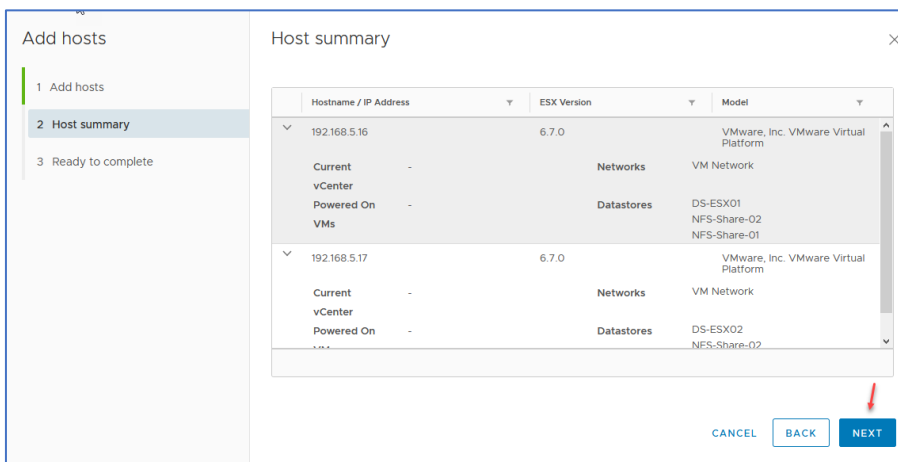 Add hosts
1 Add hosts
2 Host summary
3 Ready to complete
Host summary
Hostname / IP Address ESX Version Model
192.168.5.16 6.7.0 VMware, Inc. VMware Virtual
Platform
Current - Networks VM Network
vCenter
Powered On - Datastores DS-ESX01
VMs NFS-Share-02
NFS-Share-01
192.168.5.17 6.7.0 VMware, Inc. VMware Virtual
Platform
Current - Networks VM Network
vCenter
Powered On - Datastores DS-ESX02
NFS-Share-02
CANCEL BACK NEXT